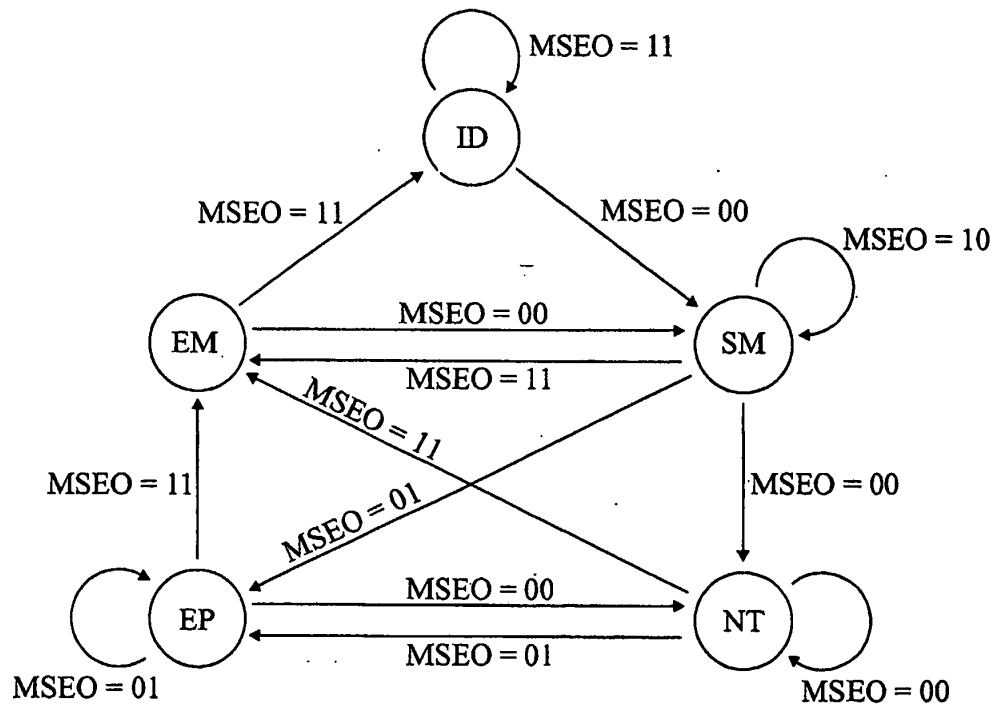 MSEO = 11
ID
MSEO = 11
MSEO = 00
MSEO = 10
EM
MSEO = 00
SM
MSEO = 11
MSEO = 11
MSEO = 11
MSEO = 01
MSEO = 00
EP
MSEO = 00
NT
MSEO = 01
MSEO = 01
MSEO = 00